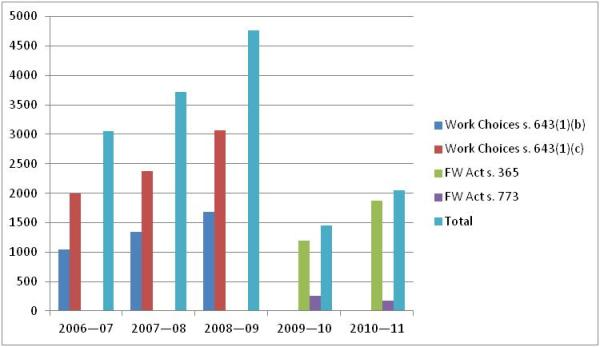 5000
4500
4000
3500
3000
2500
2000
1500
1000
500
0
2006—07 2007—08 2008—09 2009—10 2010—11
Work Choices s. 643(1)(b)
Work Choices s. 643(1)(c)
FW Act s. 365
FW Act s. 773
Total